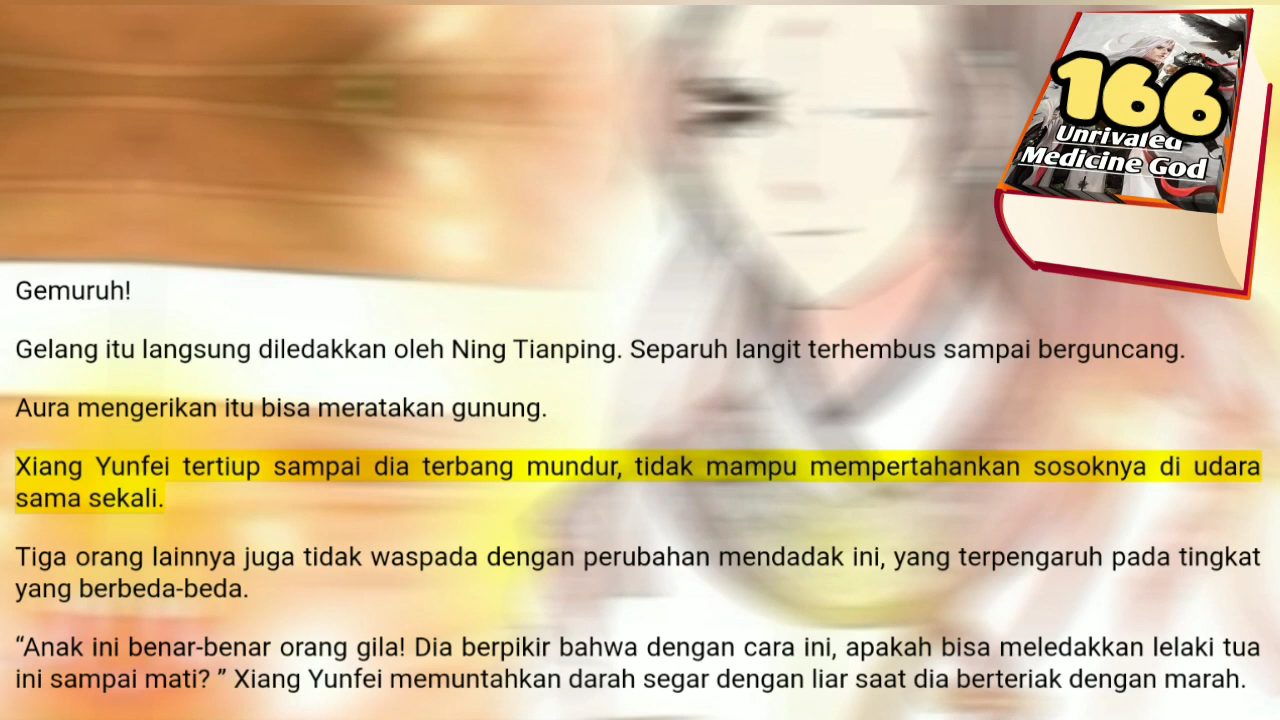 166
Unrivaled
Medicine God
Gemuruh!
Gelang itu langsung diledakkan oleh Ning Tianping. Separuh langit terhembus sampai berguncang.
Aura mengerikan itu bisa meratakan gunung.
Xiang Yunfei tertiup sampai dia terbang mundur, tidak mampu mempertahankan sosoknya di udara
sama sekali.
Tiga orang lainnya juga tidak waspada dengan perubahan mendadak ini, yang terpengaruh pada tingkat
yang berbeda-beda.
“Anak ini benar-benar orang gila! Dia berpikir bahwa dengan cara ini, apakah bisa meledakkan lelaki tua
ini sampai mati? ” Xiang Yunfei memuntahkan darah segar dengan liar saat dia berteriak dengan marah.